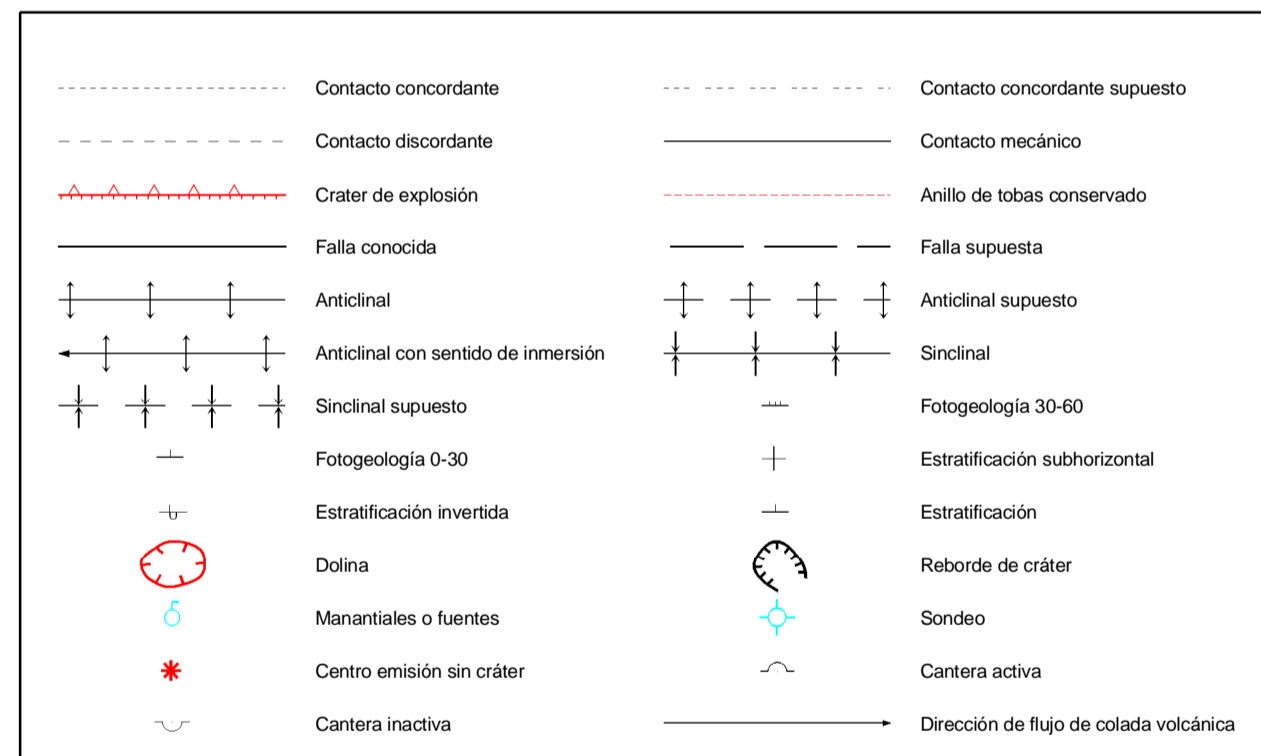 Contacto concordante
Contacto concordante supuesto
Contacto discordante
Contacto mecánico
Crater de explosión
Anillo de tobas conservado
Falla conocida
Falla supuesta
Anticlinal
Anticlinal supuesto
Anticlinal con sentido de inmersión
Sinclinal
Sinclinal supuesto
Fotogeología 30-60
Fotogeología 0-30
Estratificación subhorizontal
Estratificación invertida
Estratificación
Dolina
Reborde de cráter
Manantiales o fuentes
Sondeo
Centro emisión sin cráter
Cantera activa
Cantera inactiva
Dirección de flujo de colada volcánica